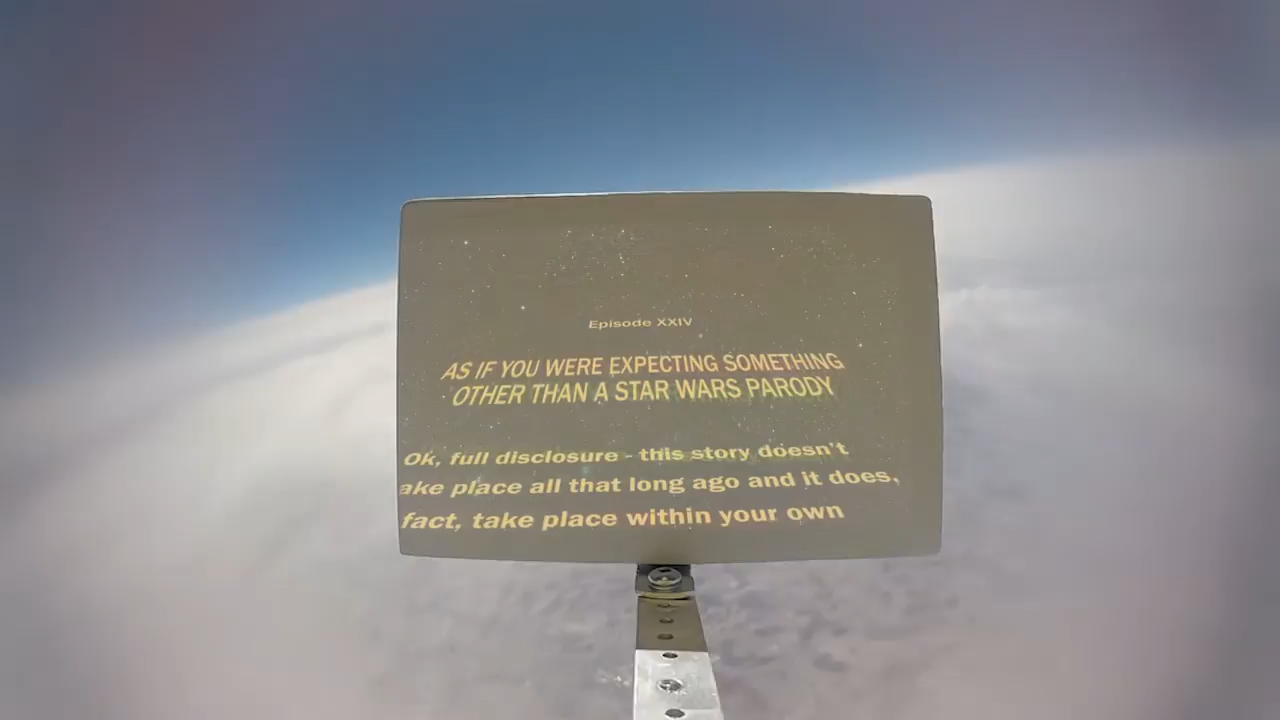 Episode XXIV
AS IF YOU WERE EXPECTING SOMETHING
OTHER THAN A STAR WARS PARODY
Ok, full disclosure - this story doesn't
ake place all that long ago and it does,
fact, take place within your own